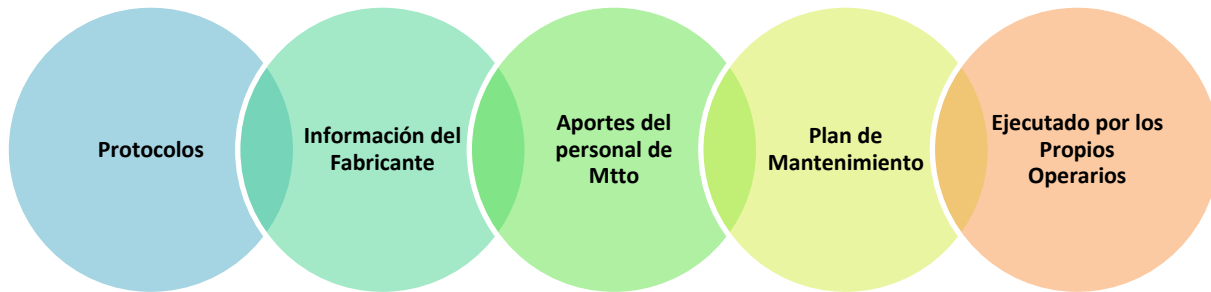 Protocolos
Información del
Fabricante
Aportes del
personal de
Mtto
Plan de
Mantenimiento
Ejecutado por los
Propios
Operarios